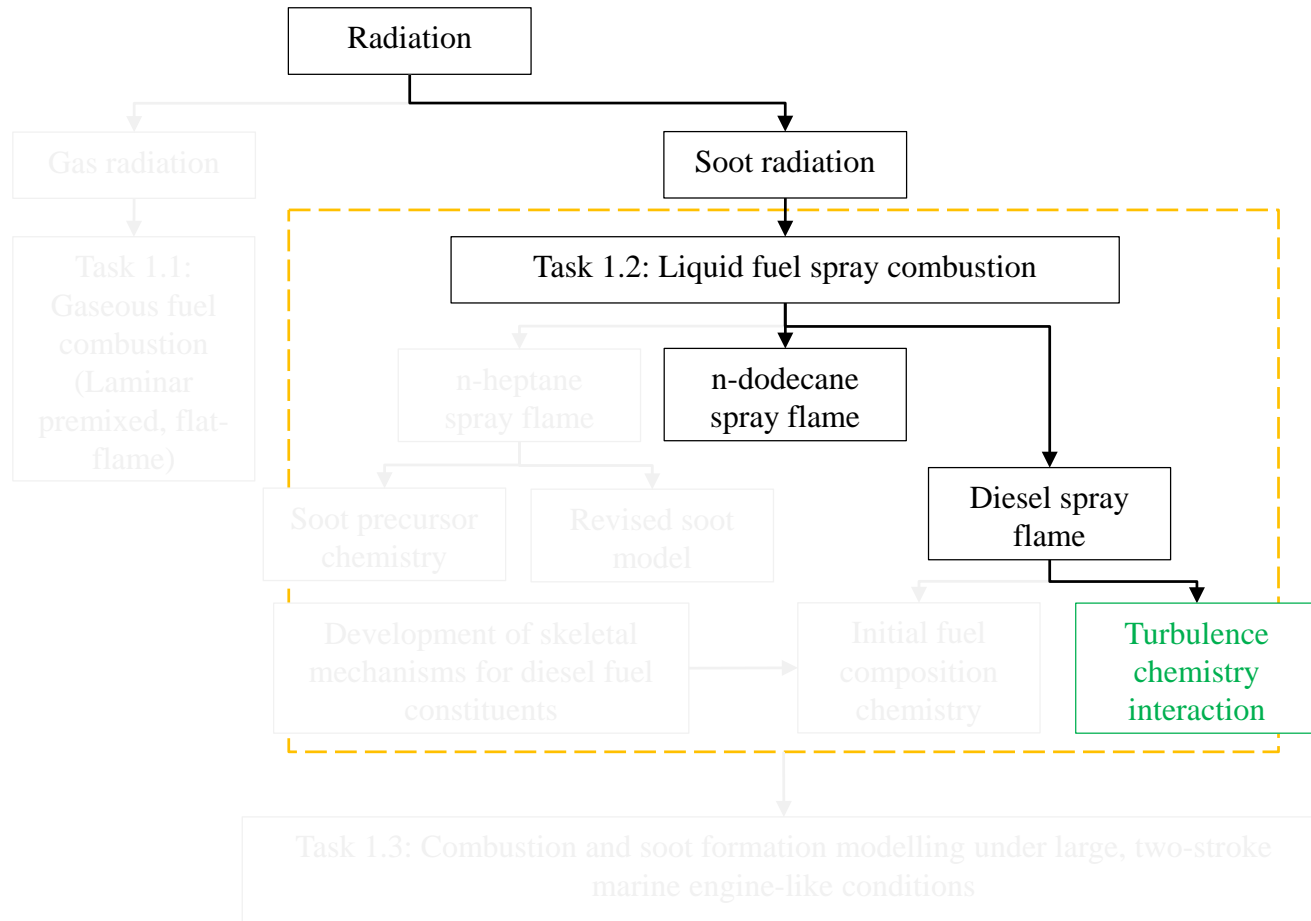 Radiation
Gas radiation
Soot radiation
Task 1.1:
Gaseous fuel
combustion
(Laminar
premixed, flat-
flame)
Task 1.2: Liquid fuel spray combustion
n-heptane
spray flame
n-dodecane
spray flame
Diesel spray
flame
Soot precursor
chemistry
Revised soot
model
Development of skeletal
mechanisms for diesel fuel
constituents
Initial fuel
composition
chemistry
Turbulence
chemistry
interaction
Task 1.3: Combustion and soot formation modelling under large, two-stroke
marine engine-like conditions